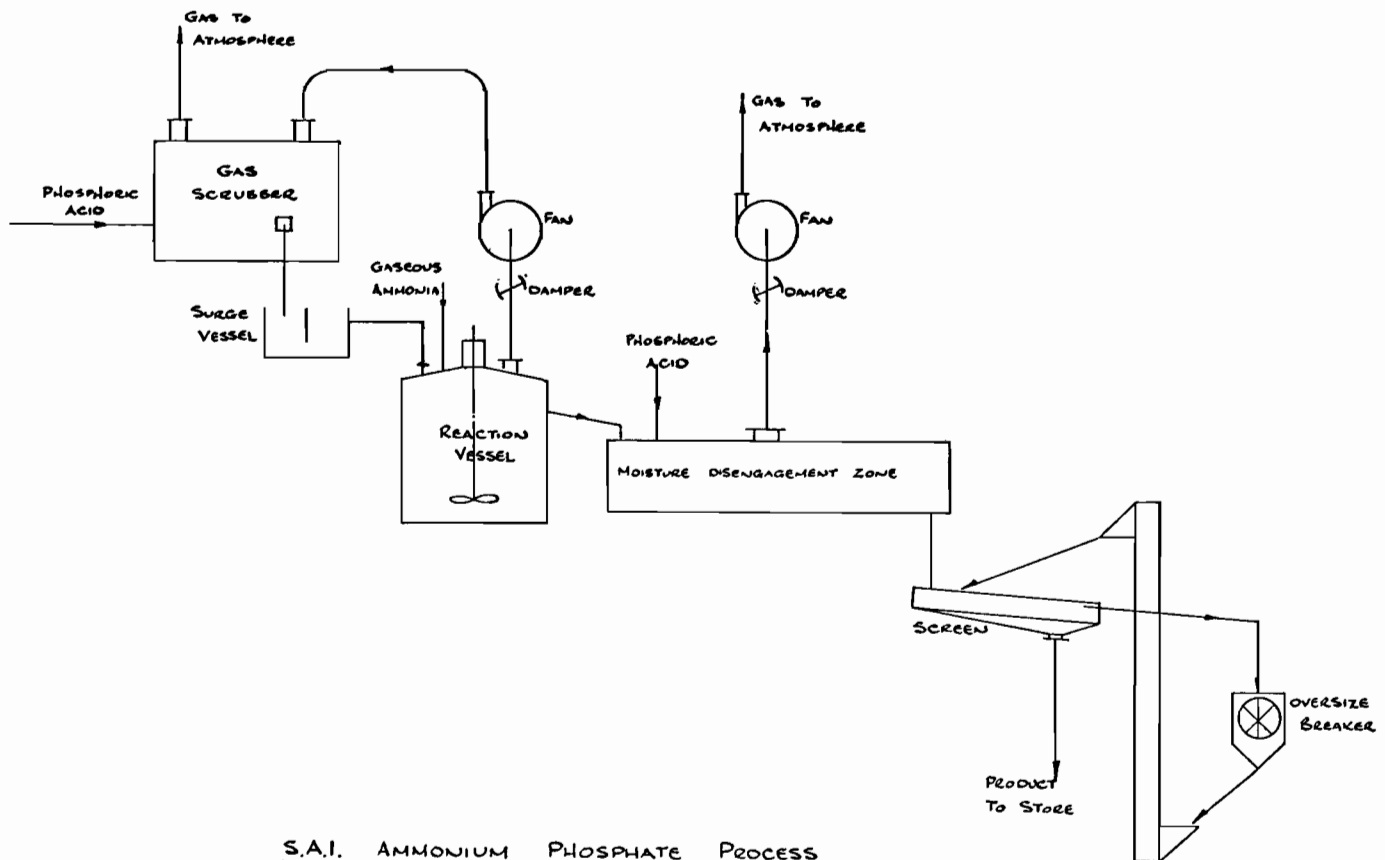 GAS TO
ATMOSPHERE
GAS TO
ATMOSPHERE
GAS
SCRUBBER
PHOSPHORIC
ACID
FAN
FAN
GASEOUS
AMMONIA
DAMPER
DAMPER
SURGE
VESSEL
PHOSPHORIC
ACID
REACTION
VESSEL
MOISTURE DISENGAGEMENT ZONE
SCREEN
OVERSIZE
BREAKER
PRODUCT
TO STORE
S.A.I. AMMONIUM PHOSPHATE PROCESS